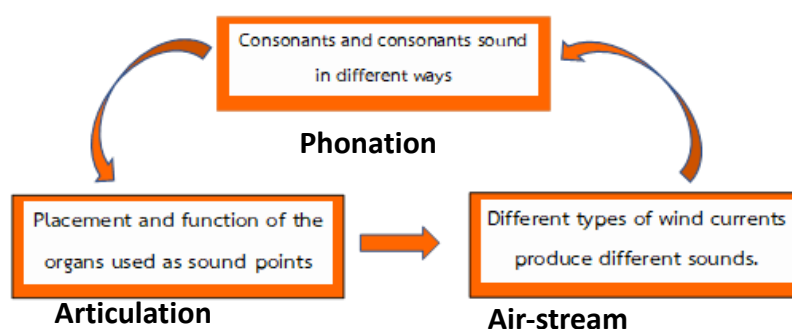 Consonants and consonants sound
in different ways
Phonation
Placement and function of the
organs used as sound points
Articulation
Different types of wind currents
produce different sounds.
Air-stream